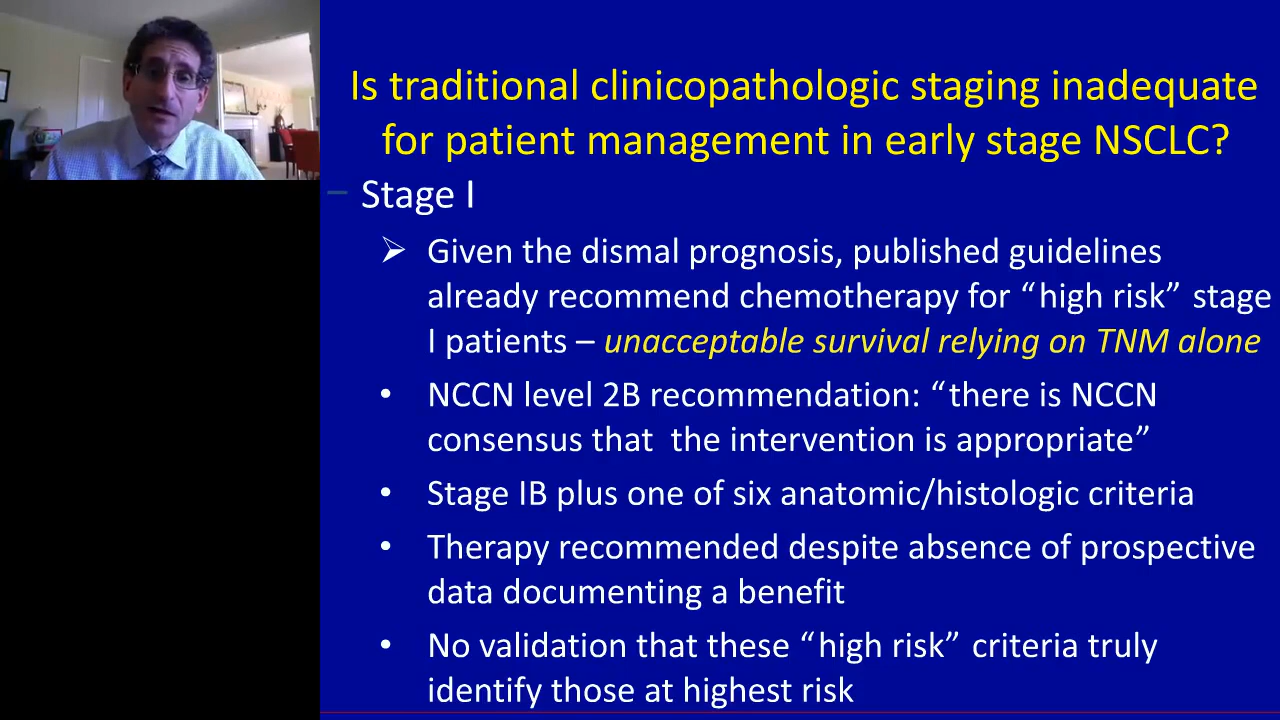 Is traditional clinicopathologic staging inadequate
for patient management in early stage NSCLC?
– Stage I
➢ Given the dismal prognosis, published guidelines
already recommend chemotherapy for “high risk” stage
I patients – unacceptable survival relying on TNM alone
• NCCN level 2B recommendation: “there is NCCN
consensus that  the intervention is appropriate”
• Stage IB plus one of six anatomic/histologic criteria
• Therapy recommended despite absence of prospective
data documenting a benefit
• No validation that these “high risk” criteria truly
identify those at highest risk